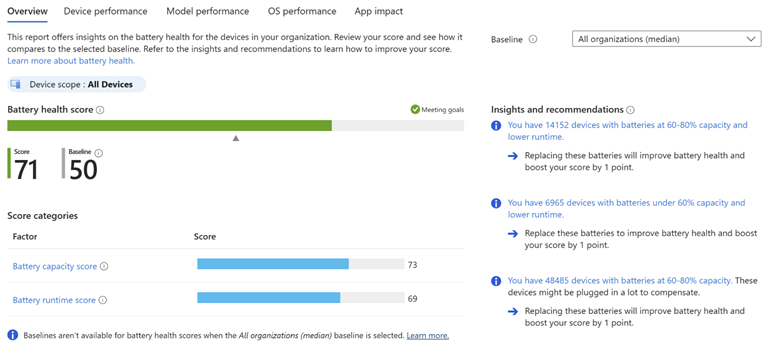 Overview Device performance Model performance OS performance App impact
This report offers insights on the battery health for the devices in your organization. Review your score and see how it
compares to the selected baseline. Refer to the insights and recommendations to learn how to improve your score.
Learn more about battery health.
Baseline
All organizations (median)
Device scope : All Devices
Battery health score
Meeting goals
Score
71
Baseline
50
Score categories
Factor Score
Battery capacity score 73
Battery runtime score 69
Baselines aren't available for battery health scores when the All organizations (median) baseline is selected. Learn more.
Insights and recommendations
You have 14152 devices with batteries at 60-80% capacity and
lower runtime.
Replacing these batteries will improve battery health and
boost your score by 1 point.
You have 6965 devices with batteries under 60% capacity and
lower runtime.
Replace these batteries to improve battery health and boost
your score by 1 point.
You have 48485 devices with batteries at 60-80% capacity. These
devices might be plugged in a lot to compensate.
Replacing these batteries will improve battery health and
boost your score by 1 point.